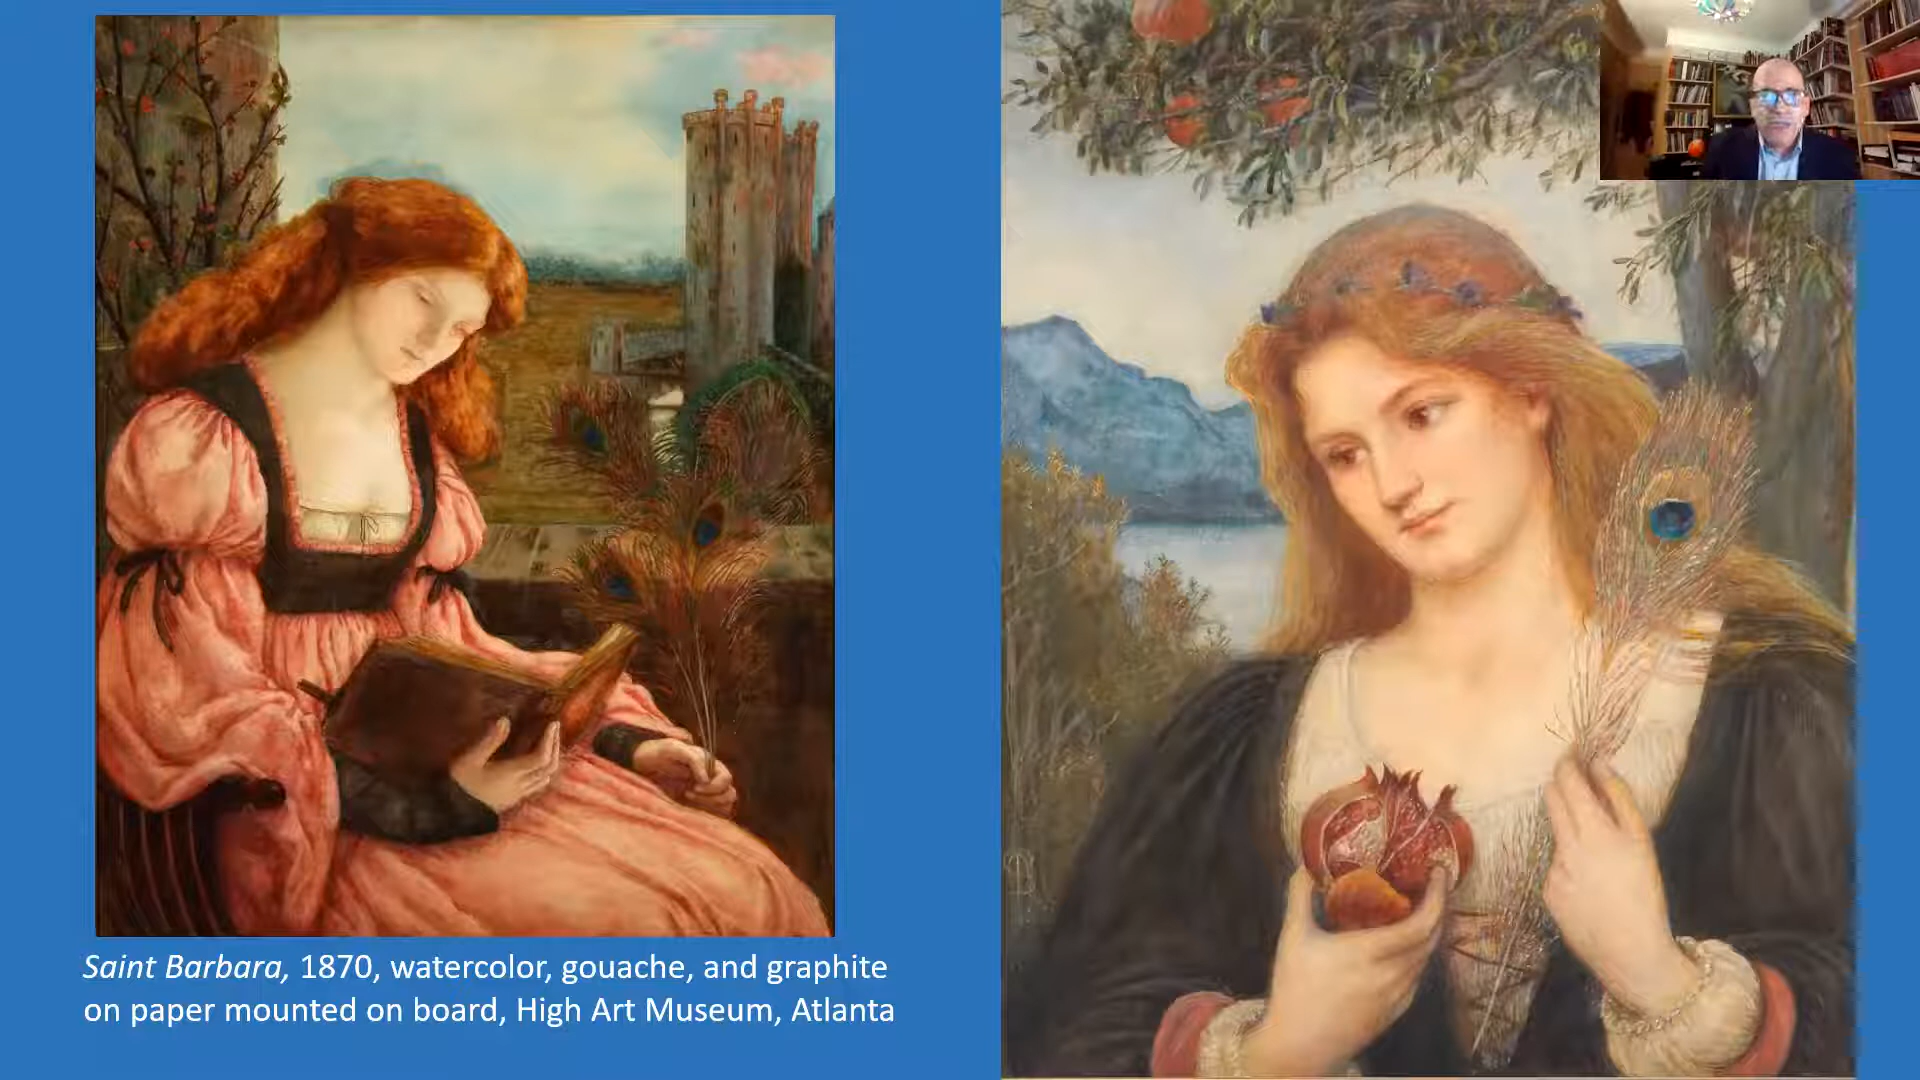 Saint Barbara, 1870, watercolor, gouache, and graphite
on paper mounted on board, High Art Museum, Atlanta